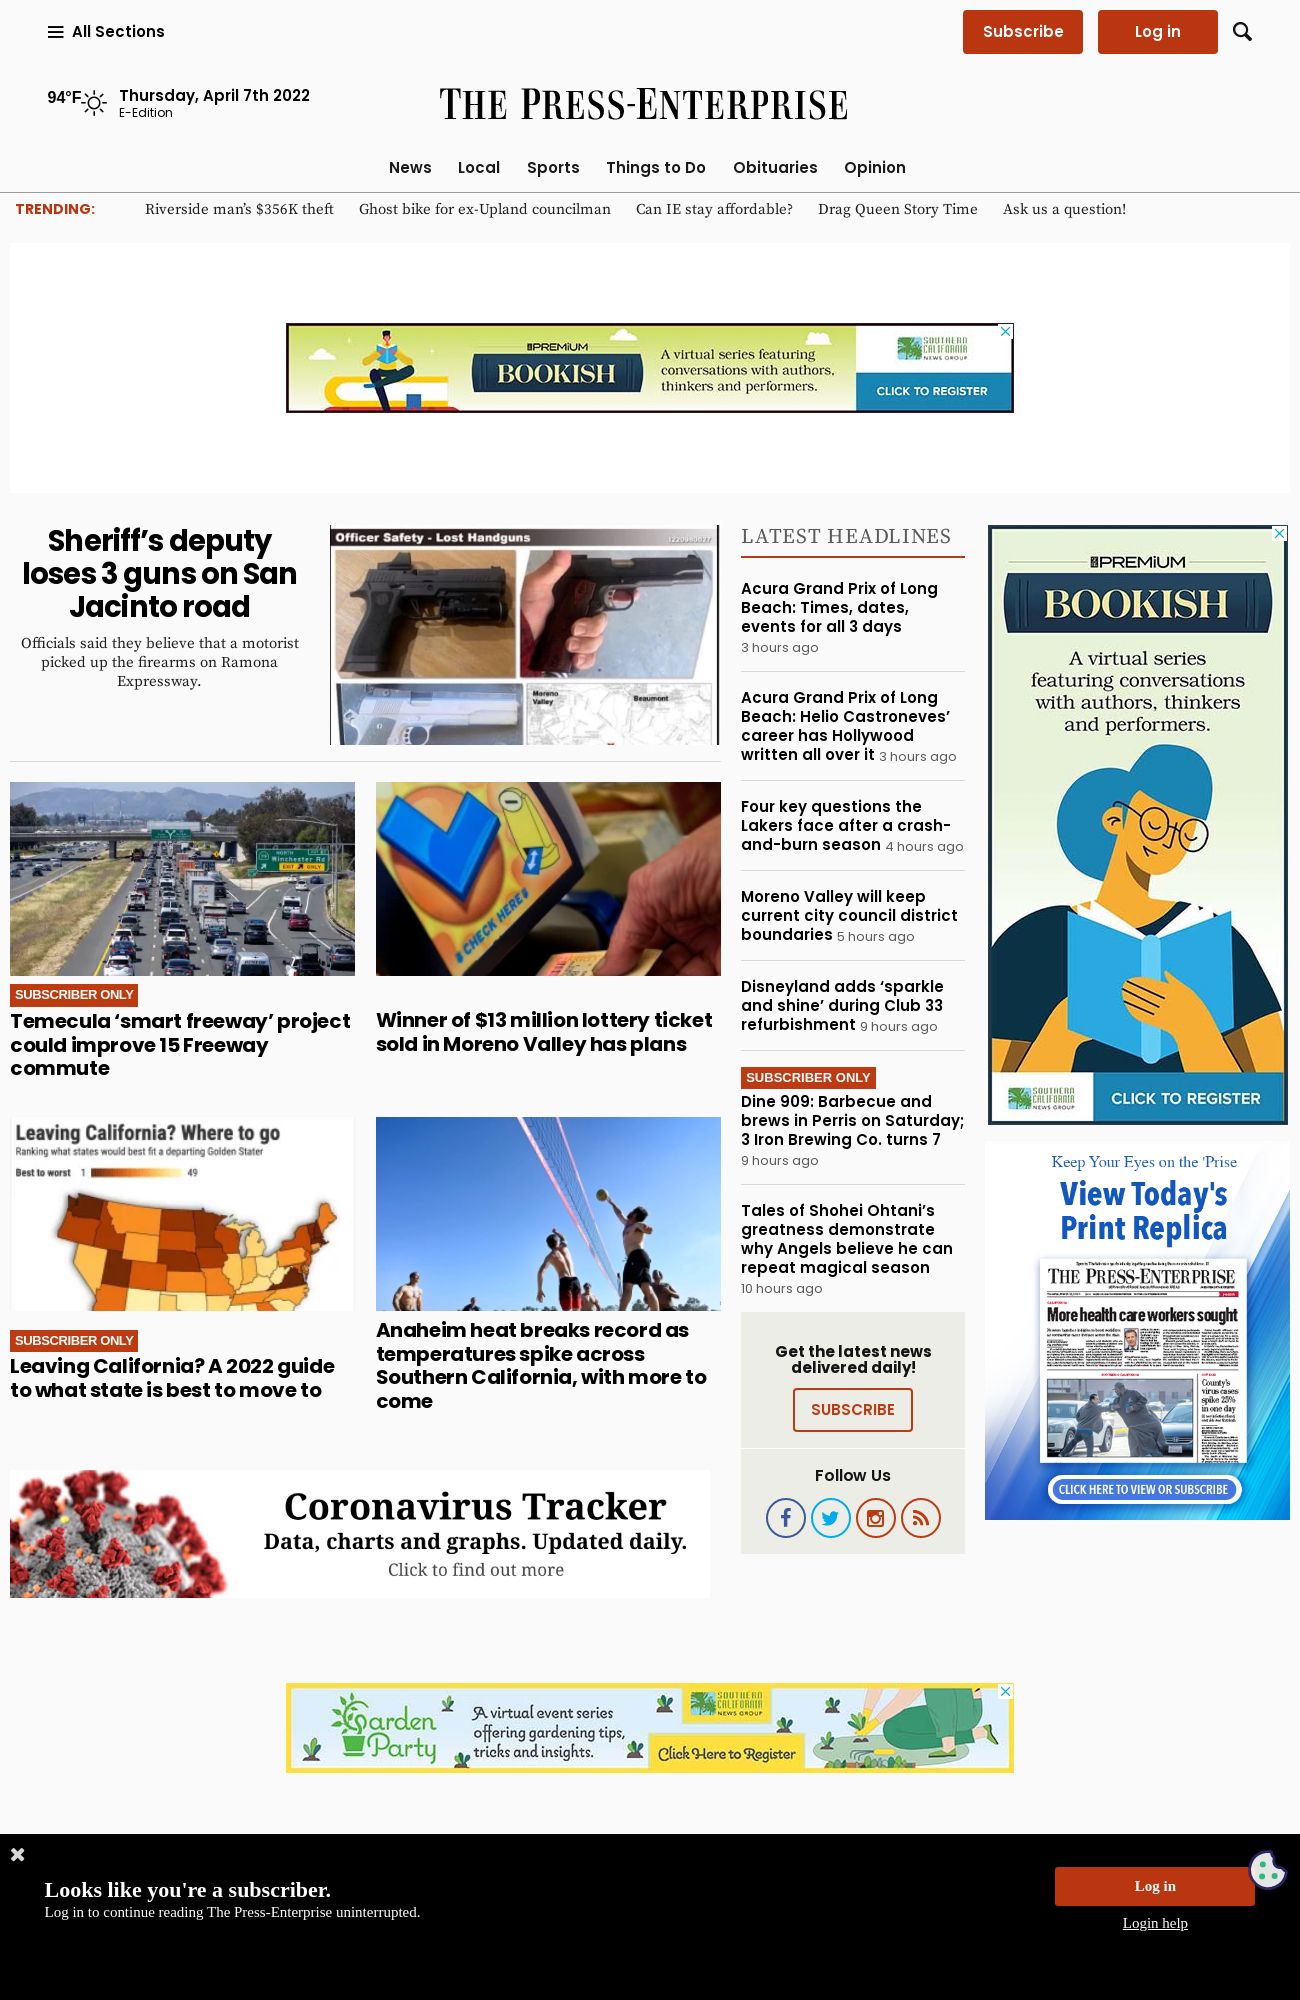 All Sections
Subscribe
Log in
94°F
Thursday, April 7th 2022
E-Edition
THE PRESS-ENTERPRISE
News
Local
Sports
Things to Do
Obituaries
Opinion
TRENDING:
Riverside man’s $356K theft
Ghost bike for ex-Upland councilman
Can IE stay affordable?
Drag Queen Story Time
Ask us a question!
PREMiUM
BOOKISH
A virtual series featuring
conversations with authors,
thinkers and performers.
SOUTHERN
CALIFORNIA
NEWS GROUP
CLICK TO REGISTER
Sheriff’s deputy
loses 3 guns on San
Jacinto road
Officials said they believe that a motorist
picked up the firearms on Ramona
Expressway.
Officer Safety - Lost Handguns
Moreno
Valley
Beaumont
NORTH
Winchester Rd
EXIT ONLY
SUBSCRIBER ONLY
Temecula ‘smart freeway’ project
could improve 15 Freeway
commute
CHECK HERE
Winner of $13 million lottery ticket
sold in Moreno Valley has plans
Leaving California? Where to go
Ranking what states would best fit a departing Golden Stater
Best to worst 1 49
SUBSCRIBER ONLY
Leaving California? A 2022 guide
to what state is best to move to
Anaheim heat breaks record as
temperatures spike across
Southern California, with more to
come
Coronavirus Tracker
Data, charts and graphs. Updated daily.
Click to find out more
LATEST HEADLINES
Acura Grand Prix of Long
Beach: Times, dates,
events for all 3 days
3 hours ago
Acura Grand Prix of Long
Beach: Helio Castroneves’
career has Hollywood
written all over it 3 hours ago
Four key questions the
Lakers face after a crash-
and-burn season 4 hours ago
Moreno Valley will keep
current city council district
boundaries 5 hours ago
Disneyland adds ‘sparkle
and shine’ during Club 33
refurbishment 9 hours ago
SUBSCRIBER ONLY
Dine 909: Barbecue and
brews in Perris on Saturday;
3 Iron Brewing Co. turns 7
9 hours ago
Tales of Shohei Ohtani’s
greatness demonstrate
why Angels believe he can
repeat magical season
10 hours ago
Get the latest news
delivered daily!
SUBSCRIBE
Follow Us
PREMiUM
BOOKISH
A virtual series
featuring conversations
with authors, thinkers
and performers.
SOUTHERN
CALIFORNIA
NEWS GROUP
CLICK TO REGISTER
Keep Your Eyes on the 'Prise
View Today's
Print Replica
THE PRESS-ENTERPRISE
More health care workers sought
County's
virus cases
spike 25%
in one day
CLICK HERE TO VIEW OR SUBSCRIBE
Garden
Party
A virtual event series
offering gardening tips,
tricks and insights.
SOUTHERN
CALIFORNIA
NEWS GROUP
Click Here to Register
Looks like you're a subscriber.
Log in to continue reading The Press-Enterprise uninterrupted.
Log in
Login help